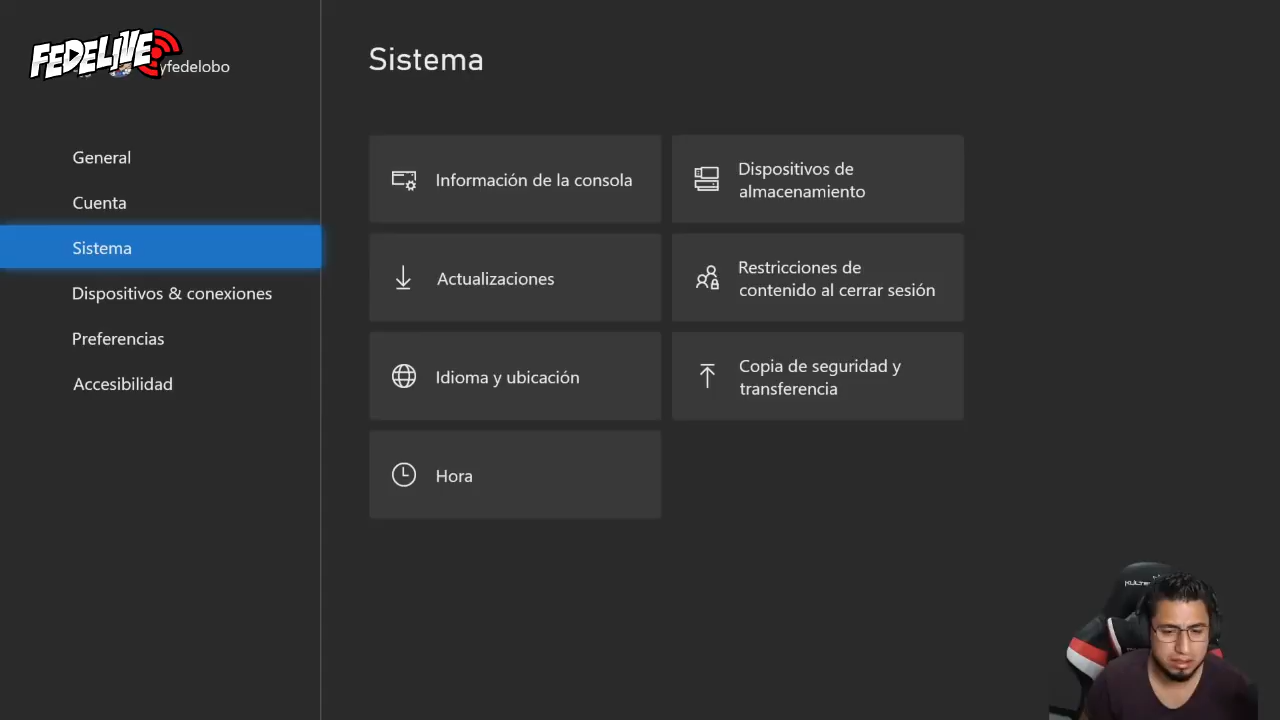 FEDELIVE
yfedelobo
General
Cuenta
Sistema
Dispositivos & conexiones
Preferencias
Accesibilidad
Sistema
Información de la consola
Dispositivos de
almacenamiento
Actualizaciones
Restricciones de
contenido al cerrar sesión
Idioma y ubicación
Copia de seguridad y
transferencia
Hora